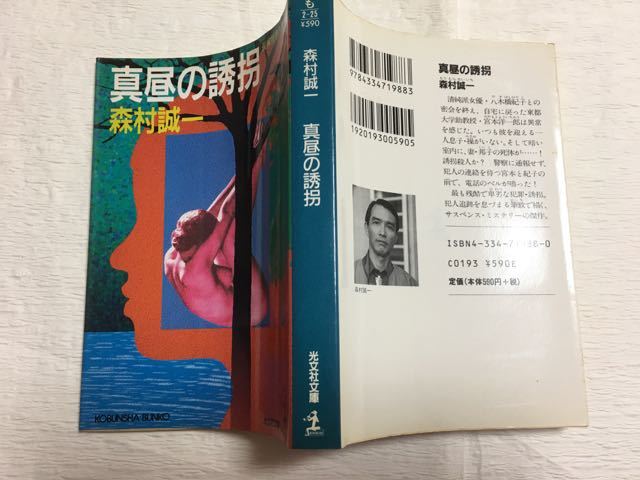 真昼の誘拐
森村誠一
KOBUNSHA BUNKO
も
2-25
¥590
森村誠一
真昼の誘拐
光文社文庫
9784334719883
1920193005905
真昼の誘拐
森村誠一
清純派女優・八木橋紀子との
密会を終え、自宅に戻った東都
大学助教授・宮本洋一郎は異常
を感じた。いつも彼を迎える一
人息子・操がいない。そして暗い
室内に、妻・邦子の死体が……!
誘拐殺人か? 警察に通報せず、
犯人の連絡を待つ宮本と紀子の
前で、電話のベルが鳴った!
最も残酷で卑劣な犯罪・誘拐。
犯人追跡を息づまる筆致で描く、
サスペンス・ミステリーの傑作。
森村誠一
C0193 ¥590E
定価(本体590円+税)